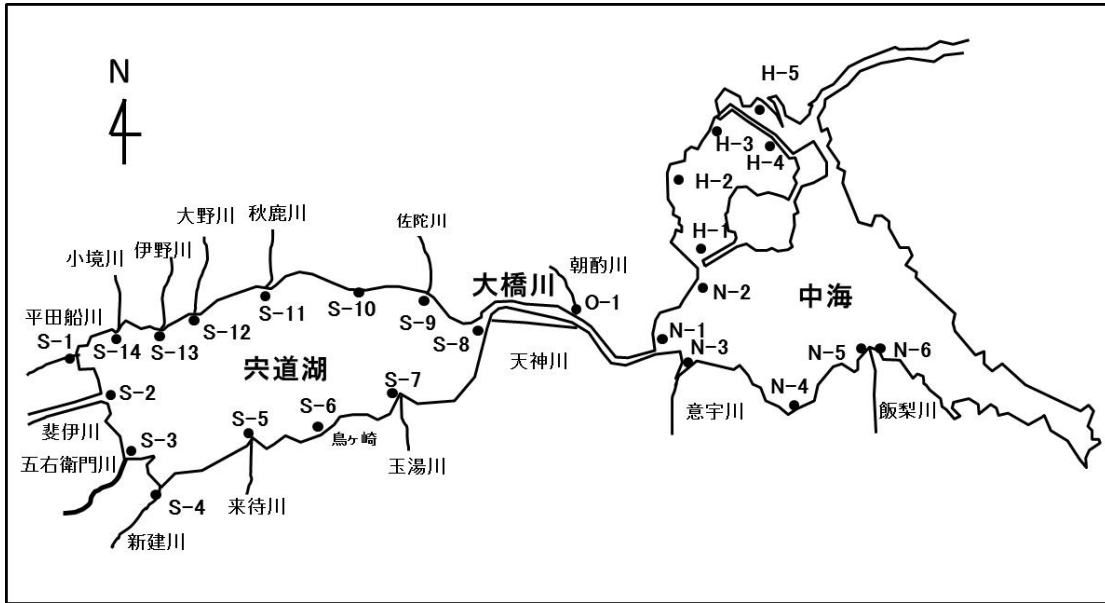 N
H-5
H-3
H-4
H-2
H-1
大野川
秋鹿川
佐陀川
小境川
伊野川
朝酌川
大橋川
O-1
N-2
中海
平田船川
S-12
S-11
S-10
S-9
S-8
S-1
S-14
S-13
宍道湖
天神川
N-1
N-3
N-5
N-6
S-2
S-7
N-4
斐伊川
S-3
S-5
S-6
鳥ヶ崎
意宇川
飯梨川
五右衛門川
玉湯川
S-4
来待川
新建川